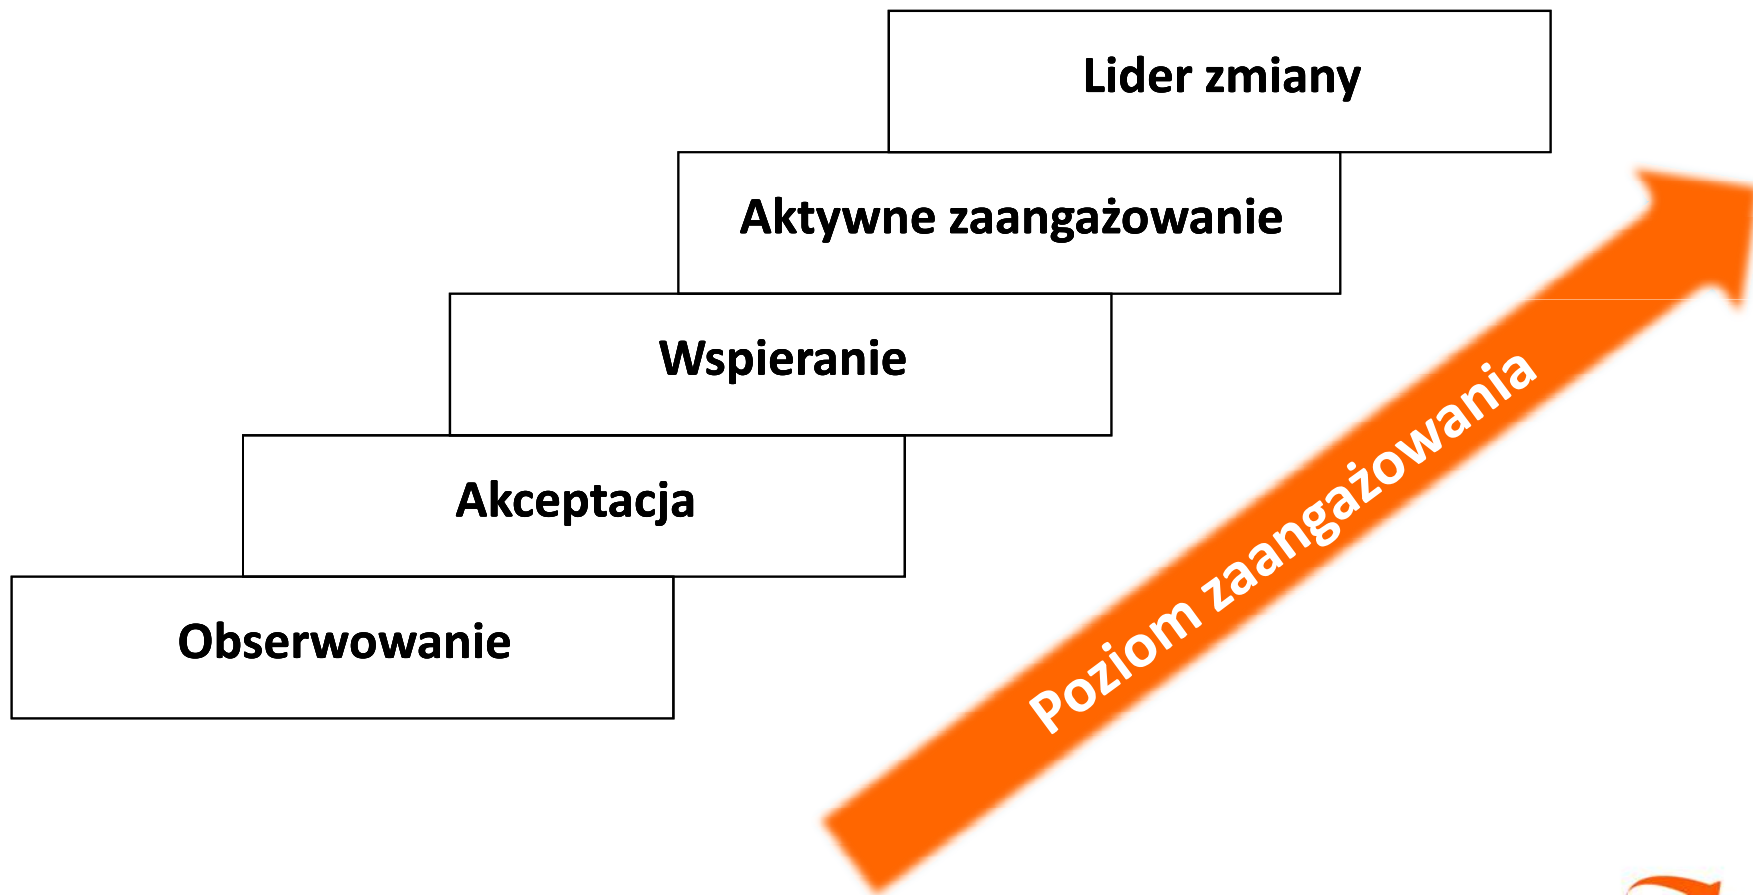 Lider zmiany
Aktywne zaangażowanie
Wspieranie
Akceptacja
Obserwowanie
Poziom zaangażowania